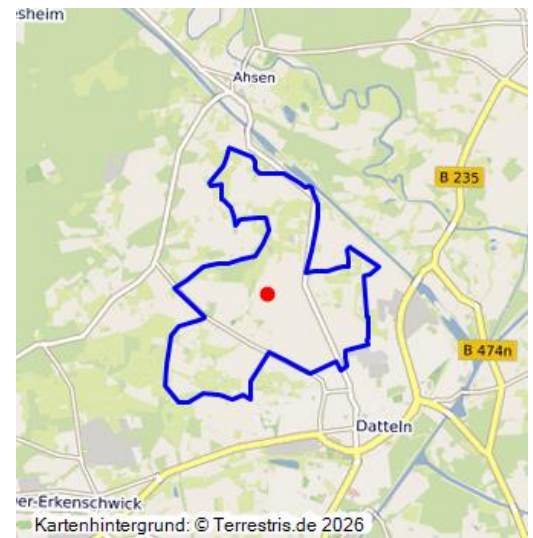 esheim
Ahsen
B 235
B 474n
Datteln
er-Erkenschwick
Kartenhintergrund: © Terrestris.de 2026